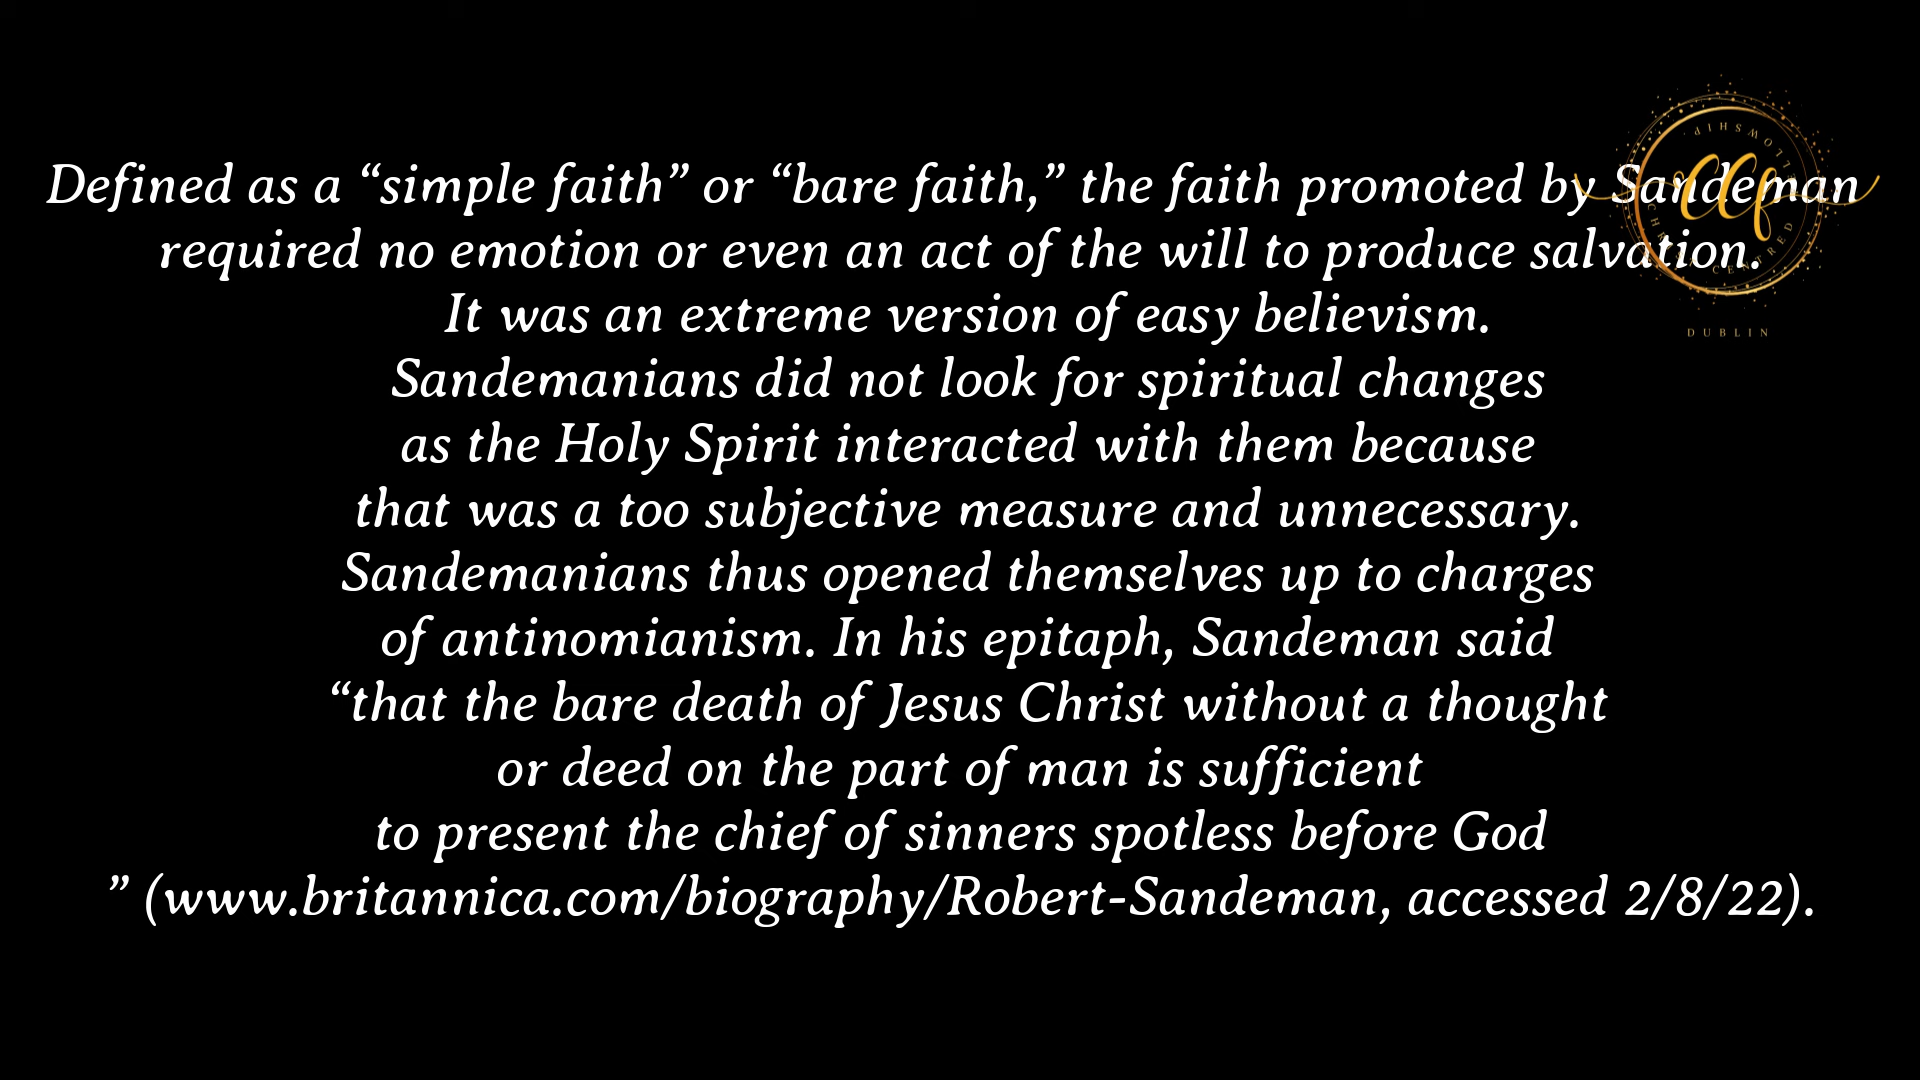 Defined as a “simple faith” or “bare faith,” the faith promoted by Sandeman
required no emotion or even an act of the will to produce salvation.
It was an extreme version of easy believism.
Sandemanians did not look for spiritual changes
as the Holy Spirit interacted with them because
that was a too subjective measure and unnecessary.
Sandemanians thus opened themselves up to charges
of antinomianism. In his epitaph, Sandeman said
“that the bare death of Jesus Christ without a thought
or deed on the part of man is sufficient
to present the chief of sinners spotless before God
” (www.britannica.com/biography/Robert-Sandeman, accessed 2/8/22).
CCf
CENTRED
DUBLIN